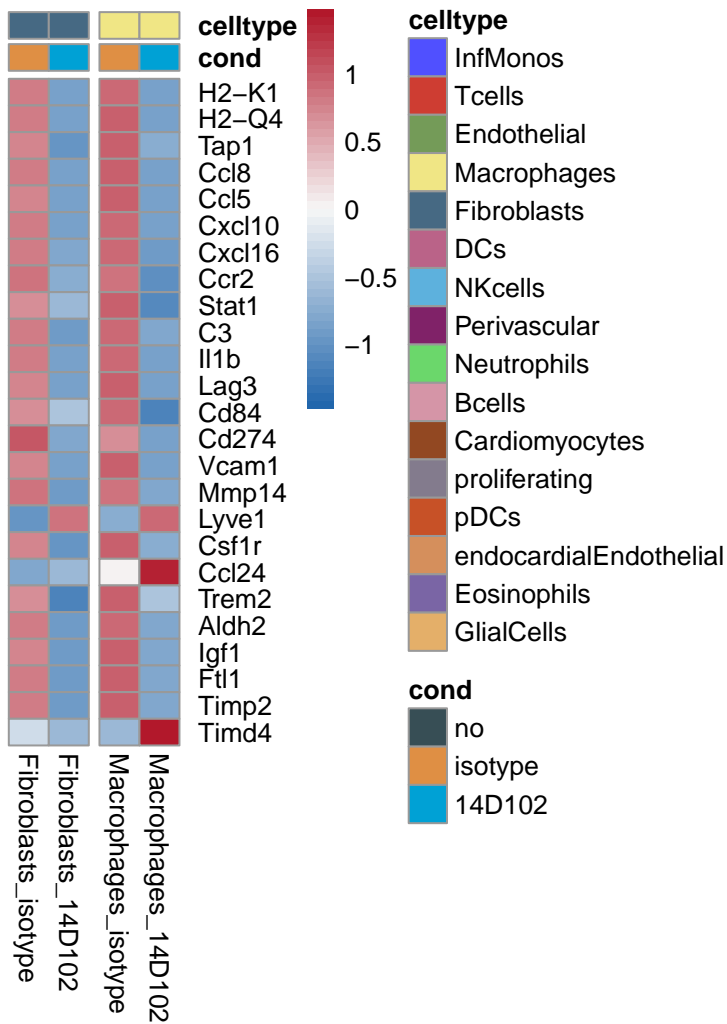 celltype
cond
H2−K1
H2−Q4
Tap1
Ccl8
Ccl5
Cxcl10
Cxcl16
Ccr2
Stat1
C3
Il1b
Lag3
Cd84
Cd274
Vcam1
Mmp14
Lyve1
Csf1r
Ccl24
Trem2
Aldh2
Igf1
Ftl1
Timp2
Timd4
Fibroblasts_isotype
Fibroblasts_14D102
Macrophages_isotype
Macrophages_14D102
1
0.5
0
−0.5
−1
celltype
InfMonos
Tcells
Endothelial
Macrophages
Fibroblasts
DCs
NKcells
Perivascular
Neutrophils
Bcells
Cardiomyocytes
proliferating
pDCs
endocardialEndothelial
Eosinophils
GlialCells
cond
no
isotype
14D102